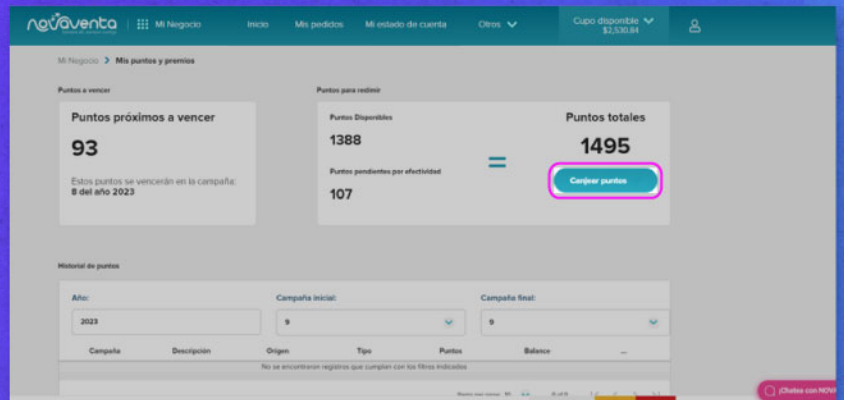 novaventa
Mi Negocio
Inicio
Mis pedidos
Mi estado de cuenta
Otros
Cupo disponible
$2,530.84
Mi Negocio > Mis puntos y premios
Puntos a vencer
Puntos próximos a vencer
93
Estos puntos se vencerán en la campaña:
8 del año 2023
Puntos para redimir
Puntos Disponibles
1388
Puntos pendientes por efectividad
107
=
Puntos totales
1495
Canjear puntos
Historial de puntos
Año:
2023
Campaña inicial:
9
Campaña final:
9
Campaña Descripción Origen Tipo Puntos Balance ...
No se encontraron registros que cumplan con los filtros indicados
¡Chatea con NOV